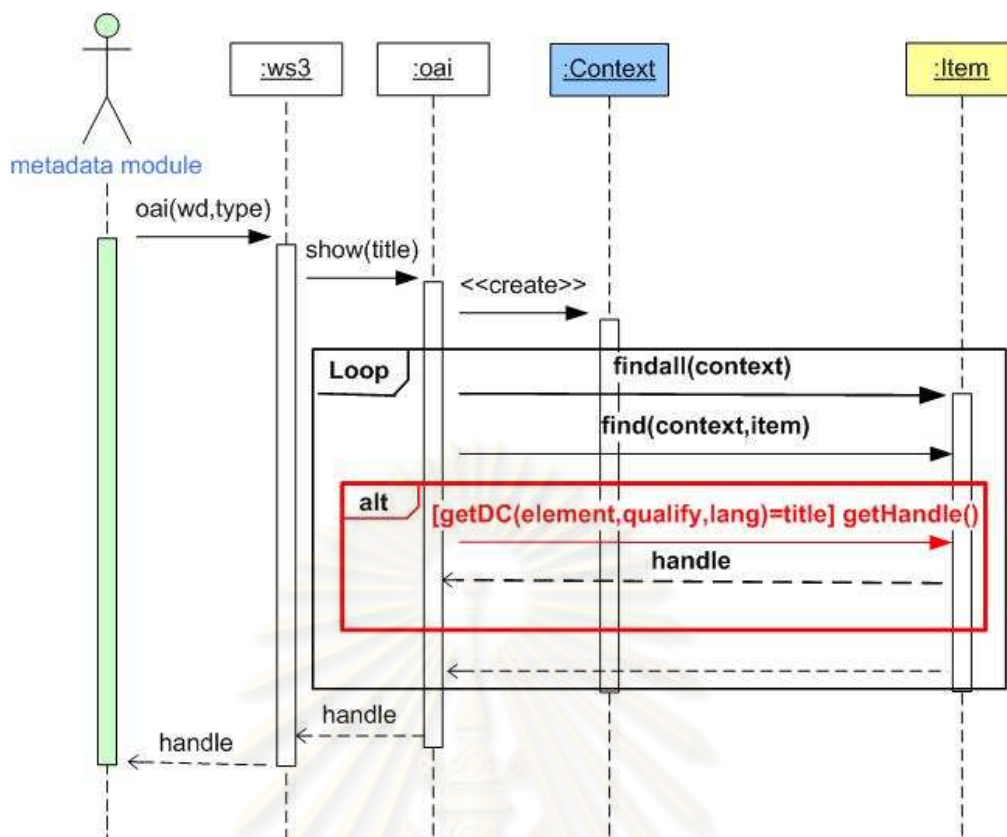 :ws3
:oai
:Context
:Item
metadata module
oai(wd,type)
show(title)
<<create>>
Loop
findall(context)
find(context,item)
alt
[getDC(element,qualify,lang)=title] getHandle()
handle
handle
handle